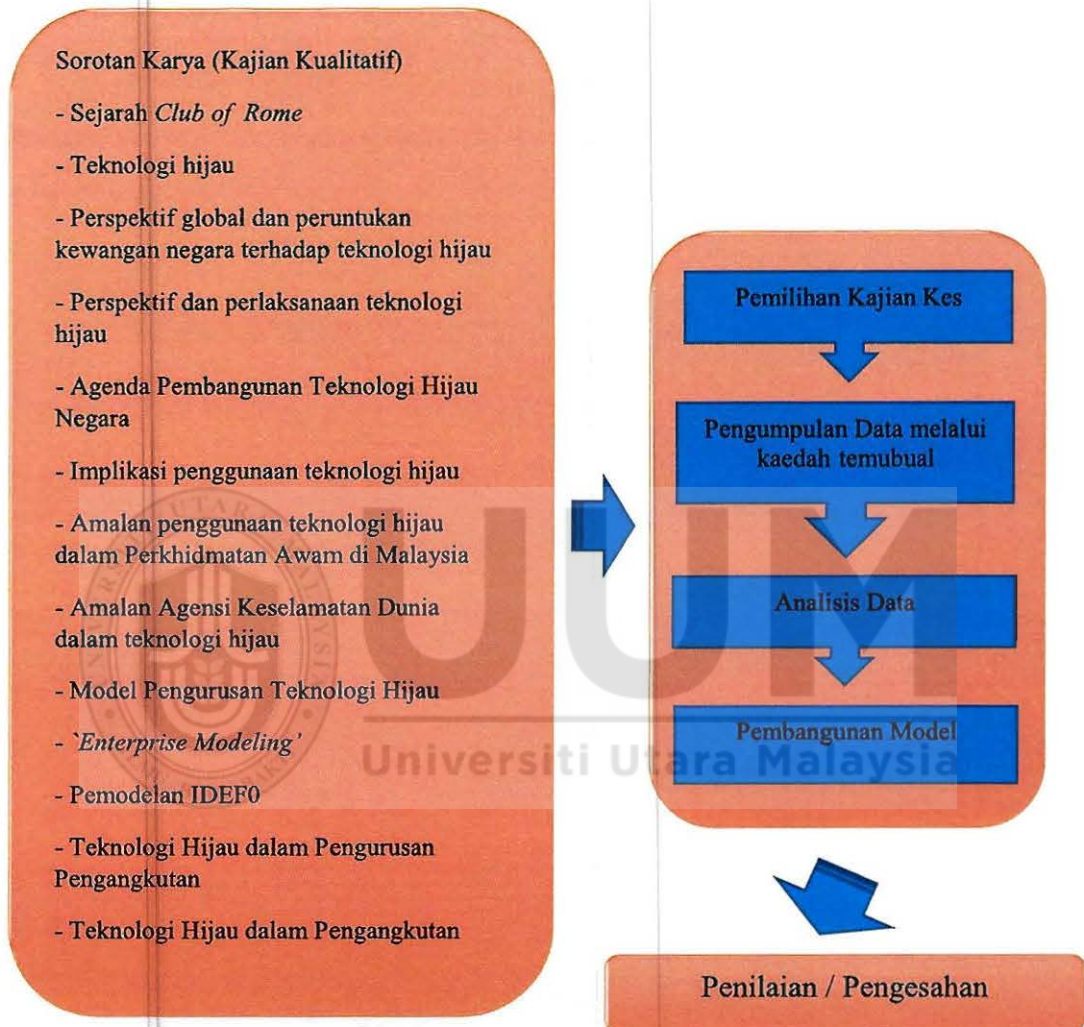 Sorotan Karya (Kajian Kualitatif)
- Sejarah Club of Rome
- Teknologi hijau
- Perspektif global dan peruntukan
kewangan negara terhadap teknologi hijau
- Perspektif dan perlaksanaan teknologi
hijau
- Agenda Pembangunan Teknologi Hijau
Negara
- Implikasi penggunaan teknologi hijau
- Amalan penggunaan teknologi hijau
dalam Perkhidmatan Awam di Malaysia
- Amalan Agensi Keselamatan Dunia
dalam teknologi hijau
- Model Pengurusan Teknologi Hijau
- `Enterprise Modeling'
- Pemodelan IDEF0
- Teknologi Hijau dalam Pengurusan
Pengangkutan
- Teknologi Hijau dalam Pengangkutan
Pemilihan Kajian Kes
Pengumpulan Data melalui
kaedah temubual
Analisis Data
Pembangunan Model
Penilaian / Pengesahan
UUM
Universiti Utara Malaysia